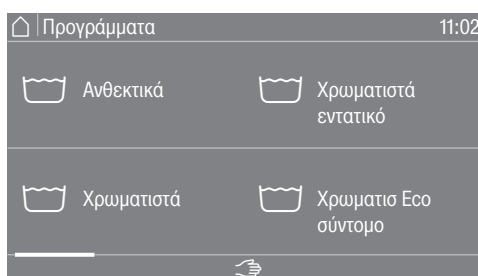 Προγράμματα 11:02
Ανθεκτικά
Χρωματιστά
εντατικό
Χρωματιστά
Χρωματισ Eco
σύντομο